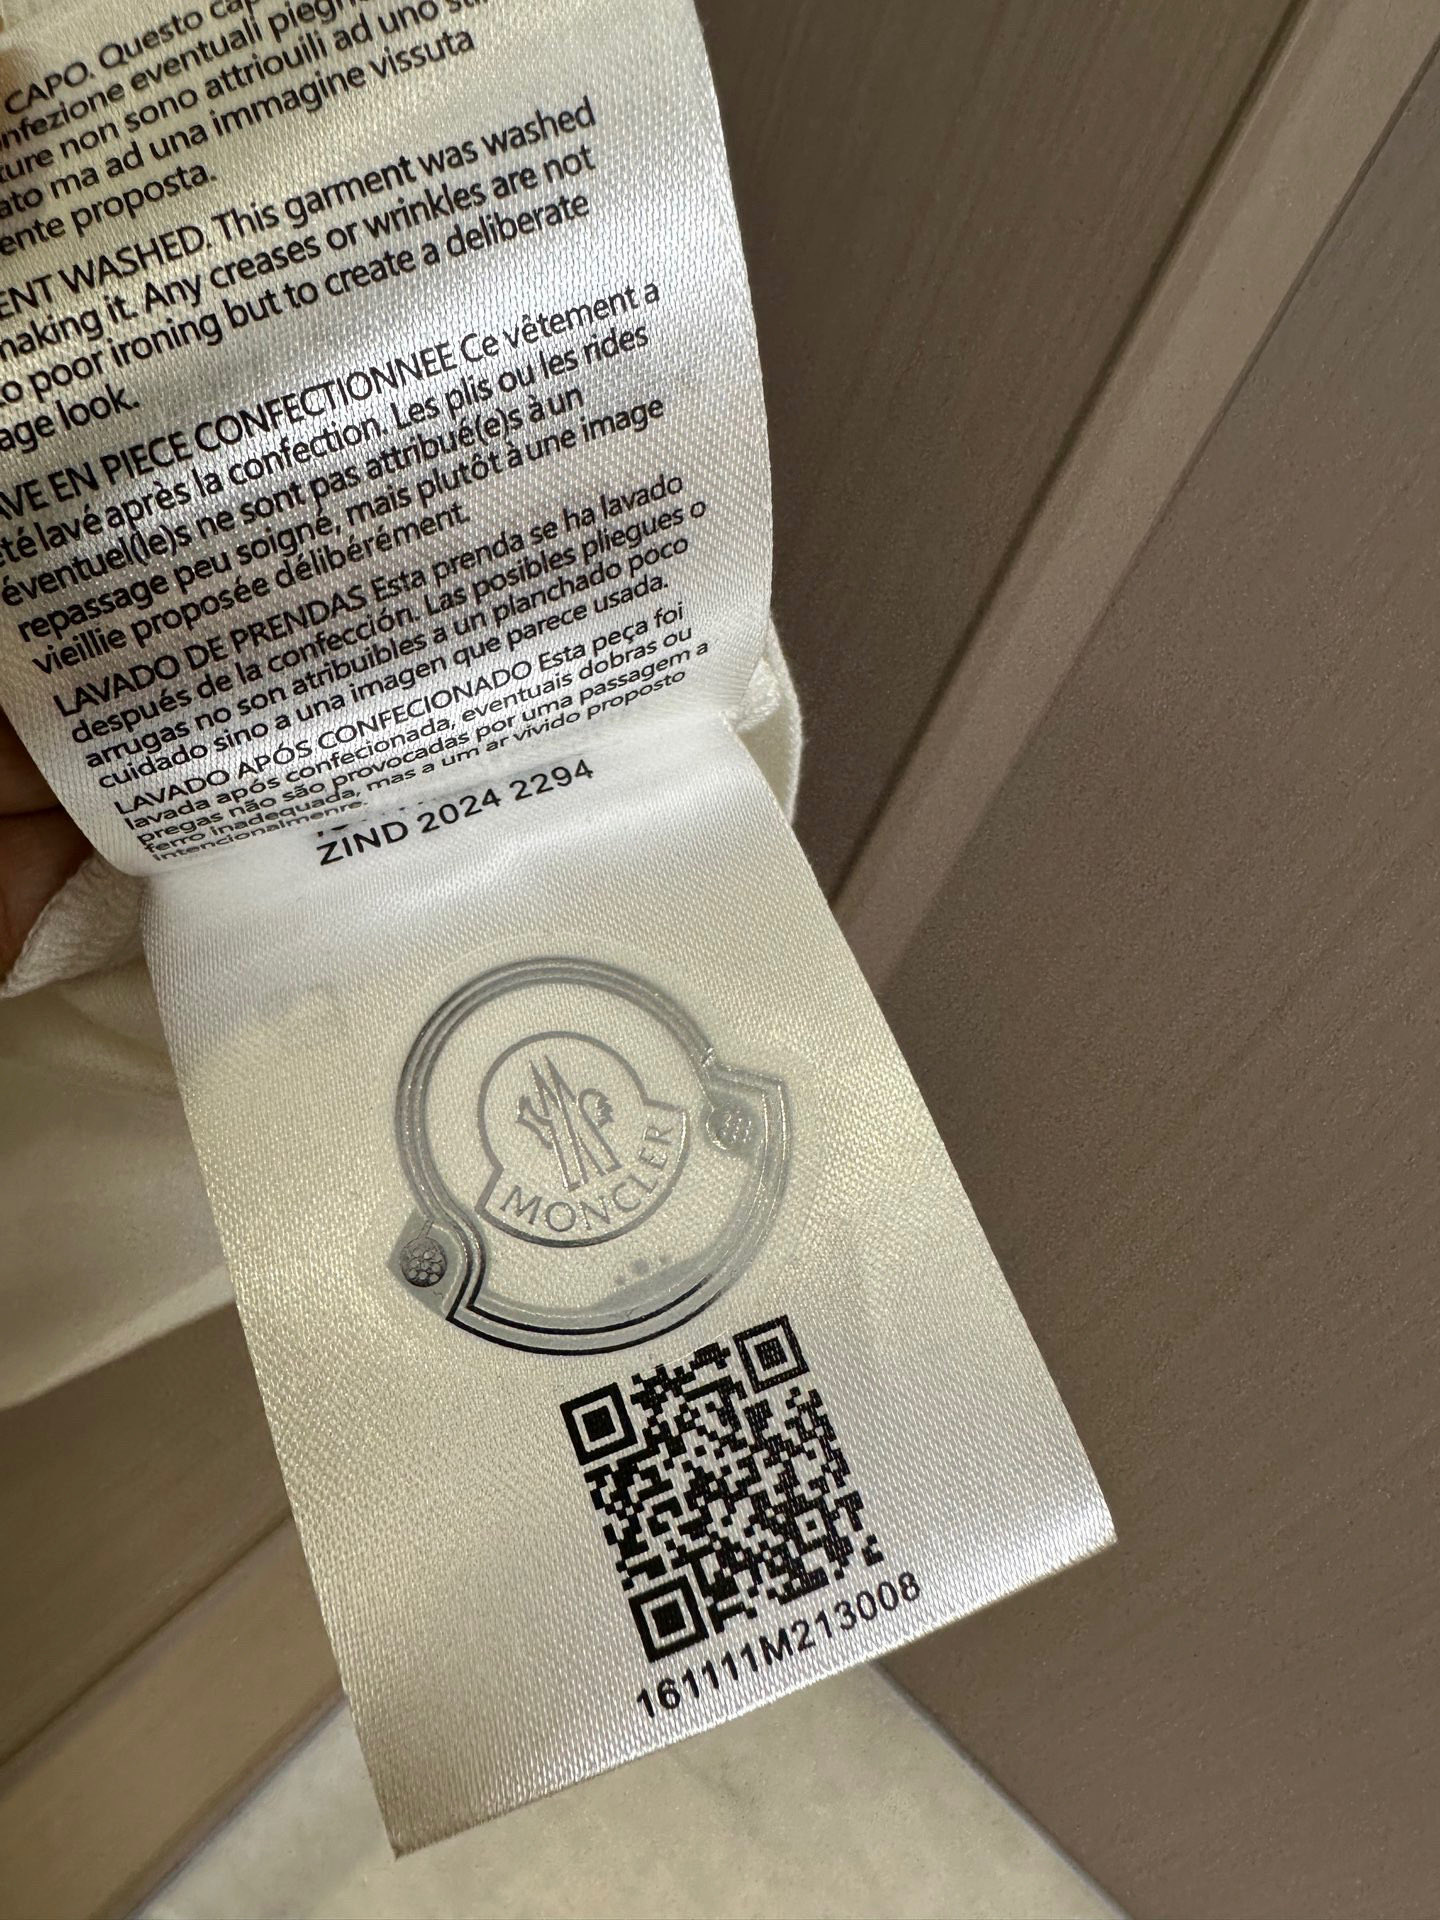 CAPO. Questo cap
nfezione eventuali piegh
ture non sono attriouili ad uno sti
ato ma ad una immagine vissuta
ente proposta.
ENT WASHED. This garment was washed
making it. Any creases or wrinkles are not
to poor ironing but to create a deliberate
age look.
AVE EN PIECE CONFECTIONNEE Ce vêtement a
été lavé après la confection. Les plis ou les rides
éventuel(le)s ne sont pas attribué(e)s à un
repassage peu soigné, mais plutôt à une image
vieillie proposée délibérément.
LAVADO DE PRENDAS Esta prenda se ha lavado
después de la confección. Las posibles pliegues o
arrugas no son atribuibles a un planchado poco
cuidado sino a una imagen que parece usada.
LAVADO APÓS CONFECIONADO Esta peça foi
lavada após confecionada, eventuais dobras ou
pregas não são provocadas por uma passagem a
ferro inadequada, mas a um ar vivido proposto
intencionalmenre.
ZIND 2024 2294
MONCLER
161111M213008